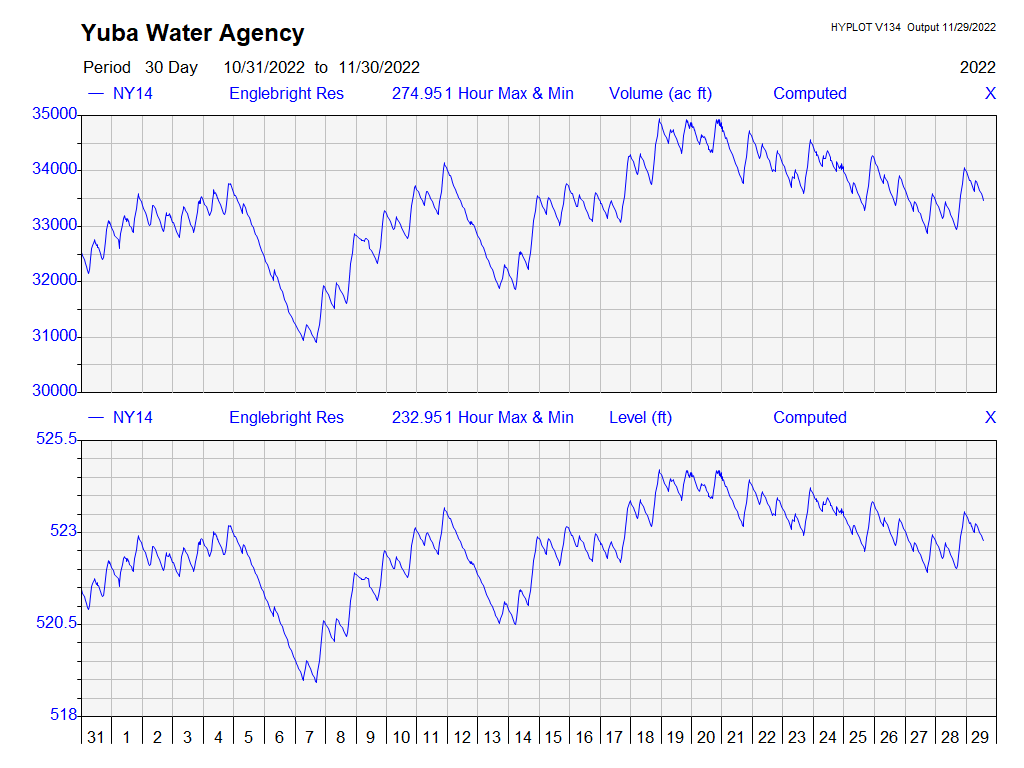 Yuba Water Agency
HYPLOT V134 Output 11/29/2022
Period 30 Day 10/31/2022 to 11/30/2022 2022
NY14 Englebright Res 274.951 Hour Max & Min Volume (ac ft) Computed X
35000
34000
33000
32000
31000
30000
NY14 Englebright Res 232.951 Hour Max & Min Level (ft) Computed X
525.5
523
520.5
518
31 1 2 3 4 5 6 7 8 9 10 11 12 13 14 15 16 17 18 19 20 21 22 23 24 25 26 27 28 29